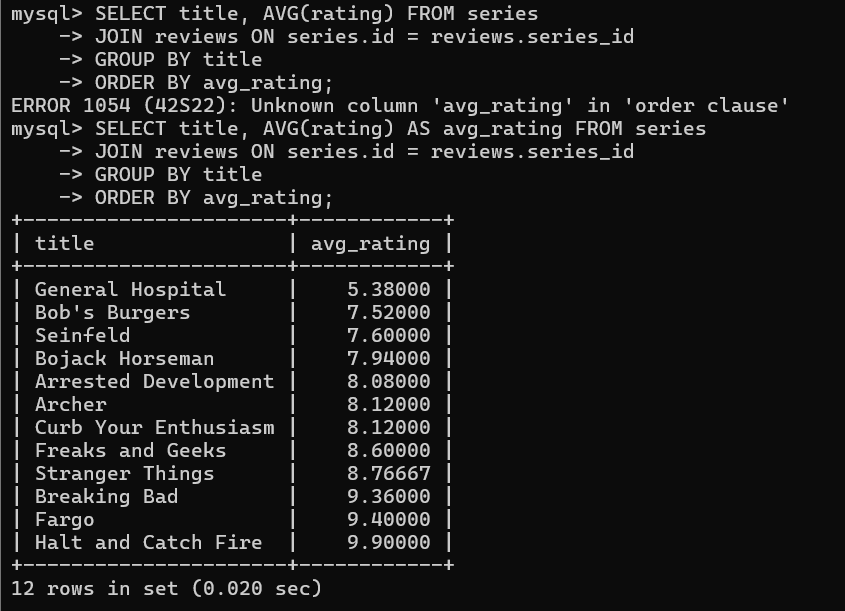 mysql> SELECT title, AVG(rating) FROM series
    -> JOIN reviews ON series.id = reviews.series_id
    -> GROUP BY title
    -> ORDER BY avg_rating;
ERROR 1054 (42S22): Unknown column 'avg_rating' in 'order clause'
mysql> SELECT title, AVG(rating) AS avg_rating FROM series
    -> JOIN reviews ON series.id = reviews.series_id
    -> GROUP BY title
    -> ORDER BY avg_rating;
+----------------------+------------+
| title                | avg_rating |
+----------------------+------------+
| General Hospital     |    5.38000 |
| Bob's Burgers        |    7.52000 |
| Seinfeld             |    7.60000 |
| Bojack Horseman      |    7.94000 |
| Arrested Development |    8.08000 |
| Archer               |    8.12000 |
| Curb Your Enthusiasm |    8.12000 |
| Freaks and Geeks     |    8.60000 |
| Stranger Things      |    8.76667 |
| Breaking Bad         |    9.36000 |
| Fargo                |    9.40000 |
| Halt and Catch Fire  |    9.90000 |
+----------------------+------------+
12 rows in set (0.020 sec)